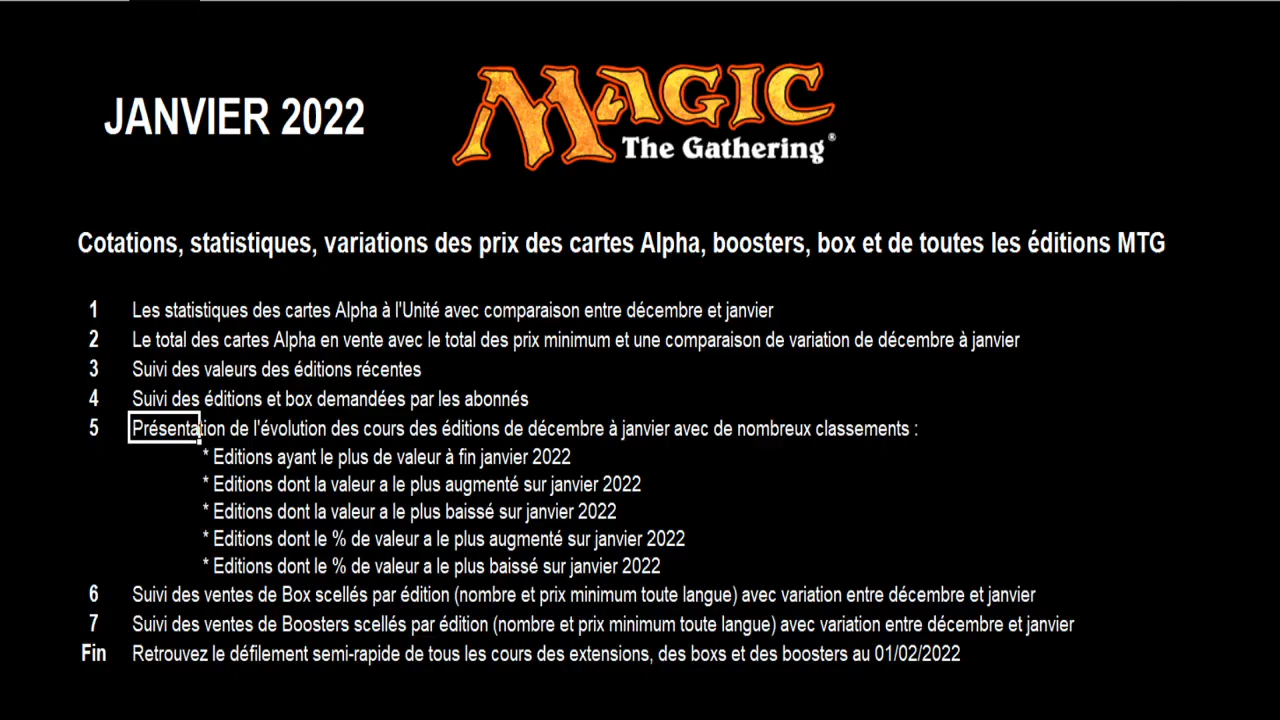 JANVIER 2022
MAGIC
The Gathering®
Cotations, statistiques, variations des prix des cartes Alpha, boosters, box et de toutes les éditions MTG
1 Les statistiques des cartes Alpha à l'Unité avec comparaison entre décembre et janvier
2 Le total des cartes Alpha en vente avec le total des prix minimum et une comparaison de variation de décembre à janvier
3 Suivi des valeurs des éditions récentes
4 Suivi des éditions et box demandées par les abonnés
5 Présentation de l'évolution des cours des éditions de décembre à janvier avec de nombreux classements :
* Editions ayant le plus de valeur à fin janvier 2022
* Editions dont la valeur a le plus augmenté sur janvier 2022
* Editions dont la valeur a le plus baissé sur janvier 2022
* Editions dont le % de valeur a le plus augmenté sur janvier 2022
* Editions dont le % de valeur a le plus baissé sur janvier 2022
6 Suivi des ventes de Box scellés par édition (nombre et prix minimum toute langue) avec variation entre décembre et janvier
7 Suivi des ventes de Boosters scellés par édition (nombre et prix minimum toute langue) avec variation entre décembre et janvier
Fin Retrouvez le défilement semi-rapide de tous les cours des extensions, des boxs et des boosters au 01/02/2022